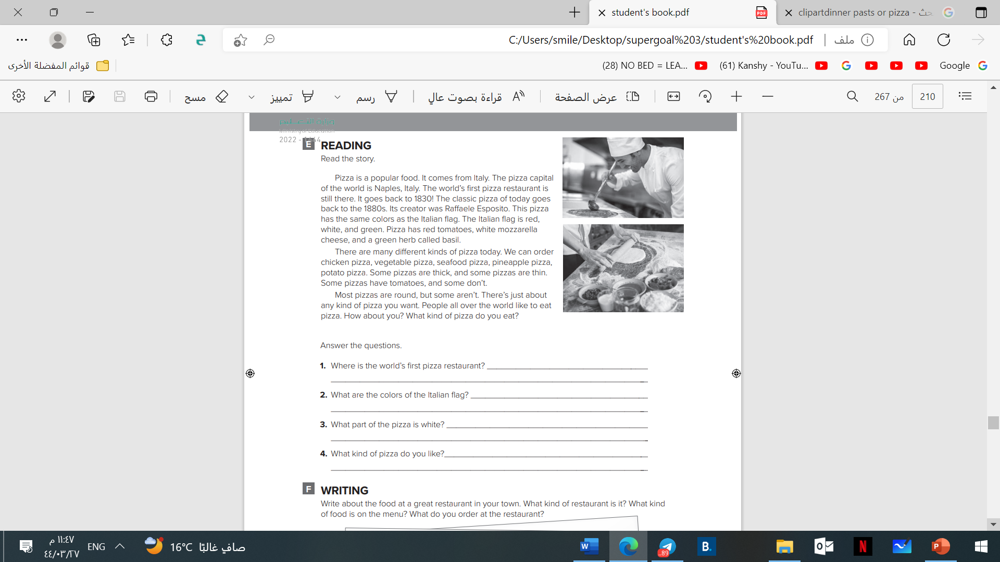 student's book.pdf
clipartdinner pasts or pizza - بحث
C:/Users/smile/Desktop/supergoal%203/student's%20book.pdf
ملف
قوائم المفضلة الأخرى
(28) NO BED = LEA...
(61) Kanshy - YouTu...
Google
مسح
تمييز
رسم
قراءة بصوت عالٍ
عرض الصفحة
من 267
210
وزارة التعليم
Ministry of Education
2022 - 1444
E READING
Read the story.
Pizza is a popular food. It comes from Italy. The pizza capital
of the world is Naples, Italy. The world's first pizza restaurant is
still there. It goes back to 1830! The classic pizza of today goes
back to the 1880s. Its creator was Raffaele Esposito. This pizza
has the same colors as the Italian flag. The Italian flag is red,
white, and green. Pizza has red tomatoes, white mozzarella
cheese, and a green herb called basil.
There are many different kinds of pizza today. We can order
chicken pizza, vegetable pizza, seafood pizza, pineapple pizza,
potato pizza. Some pizzas are thick, and some pizzas are thin.
Some pizzas have tomatoes, and some don't.
Most pizzas are round, but some aren't. There's just about
any kind of pizza you want. People all over the world like to eat
pizza. How about you? What kind of pizza do you eat?
Answer the questions.
1. Where is the world's first pizza restaurant?
2. What are the colors of the Italian flag?
3. What part of the pizza is white?
4. What kind of pizza do you like?
F WRITING
Write about the food at a great restaurant in your town. What kind of restaurant is it? What kind
of food is on the menu? What do you order at the restaurant?
١١:٤٧ م
٤٤/٠٣/٢٧
ENG
16°C صافٍ غالبًا
..89
B.